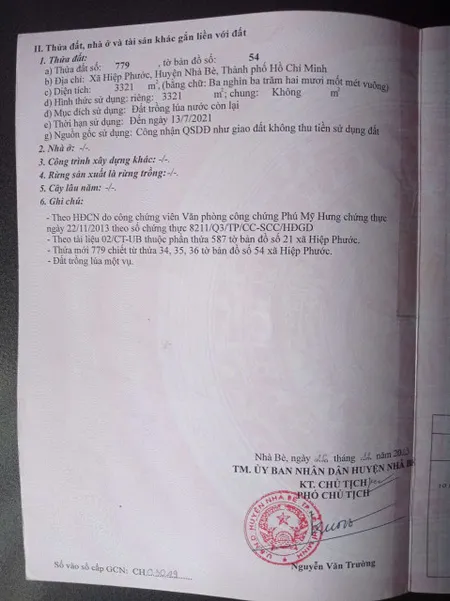 II. Thửa đất, nhà ở và tài sản khác gắn liền với đất
1. Thửa đất:
a) Thửa đất số: 779 , tờ bản đồ số: 54
b) Địa chỉ: Xã Hiệp Phước, Huyện Nhà Bè, Thành phố Hồ Chí Minh
c) Diện tích: 3321 m², (bằng chữ: Ba nghìn ba trăm hai mươi mốt mét vuông)
d) Hình thức sử dụng: riêng: 3321 m²; chung: Không m²
đ) Mục đích sử dụng: Đất trồng lúa nước còn lại
e) Thời hạn sử dụng: Đến ngày 13/7/2021
g) Nguồn gốc sử dụng: Công nhận QSDĐ như giao đất không thu tiền sử dụng đất
2. Nhà ở: -/-.
3. Công trình xây dựng khác: -/-.
4. Rừng sản xuất là rừng trồng: -/-.
5. Cây lâu năm: -/-.
6. Ghi chú:
- Theo HĐCN do công chứng viên Văn phòng công chứng Phú Mỹ Hưng chứng thực
ngày 22/11/2013 theo số chứng thực 8211/Q3/TP/CC-SCC/HĐGD
- Theo tài liệu 02/CT-UB thuộc phần thửa 587 tờ bản đồ số 21 xã Hiệp Phước.
- Thửa mới 779 chiết từ thửa 34, 35, 36 tờ bản đồ số 54 xã Hiệp Phước.
- Đất trồng lúa một vụ.
Nhà Bè, ngày tháng năm
TM. ỦY BAN NHÂN DÂN HUYỆN NHÀ BÈ
KT. CHỦ TỊCH
PHÓ CHỦ TỊCH
U.B.N.D. HUYỆN NHÀ BÈ
Nguyễn Văn Trường
Số vào sổ cấp GCN: CH.03019